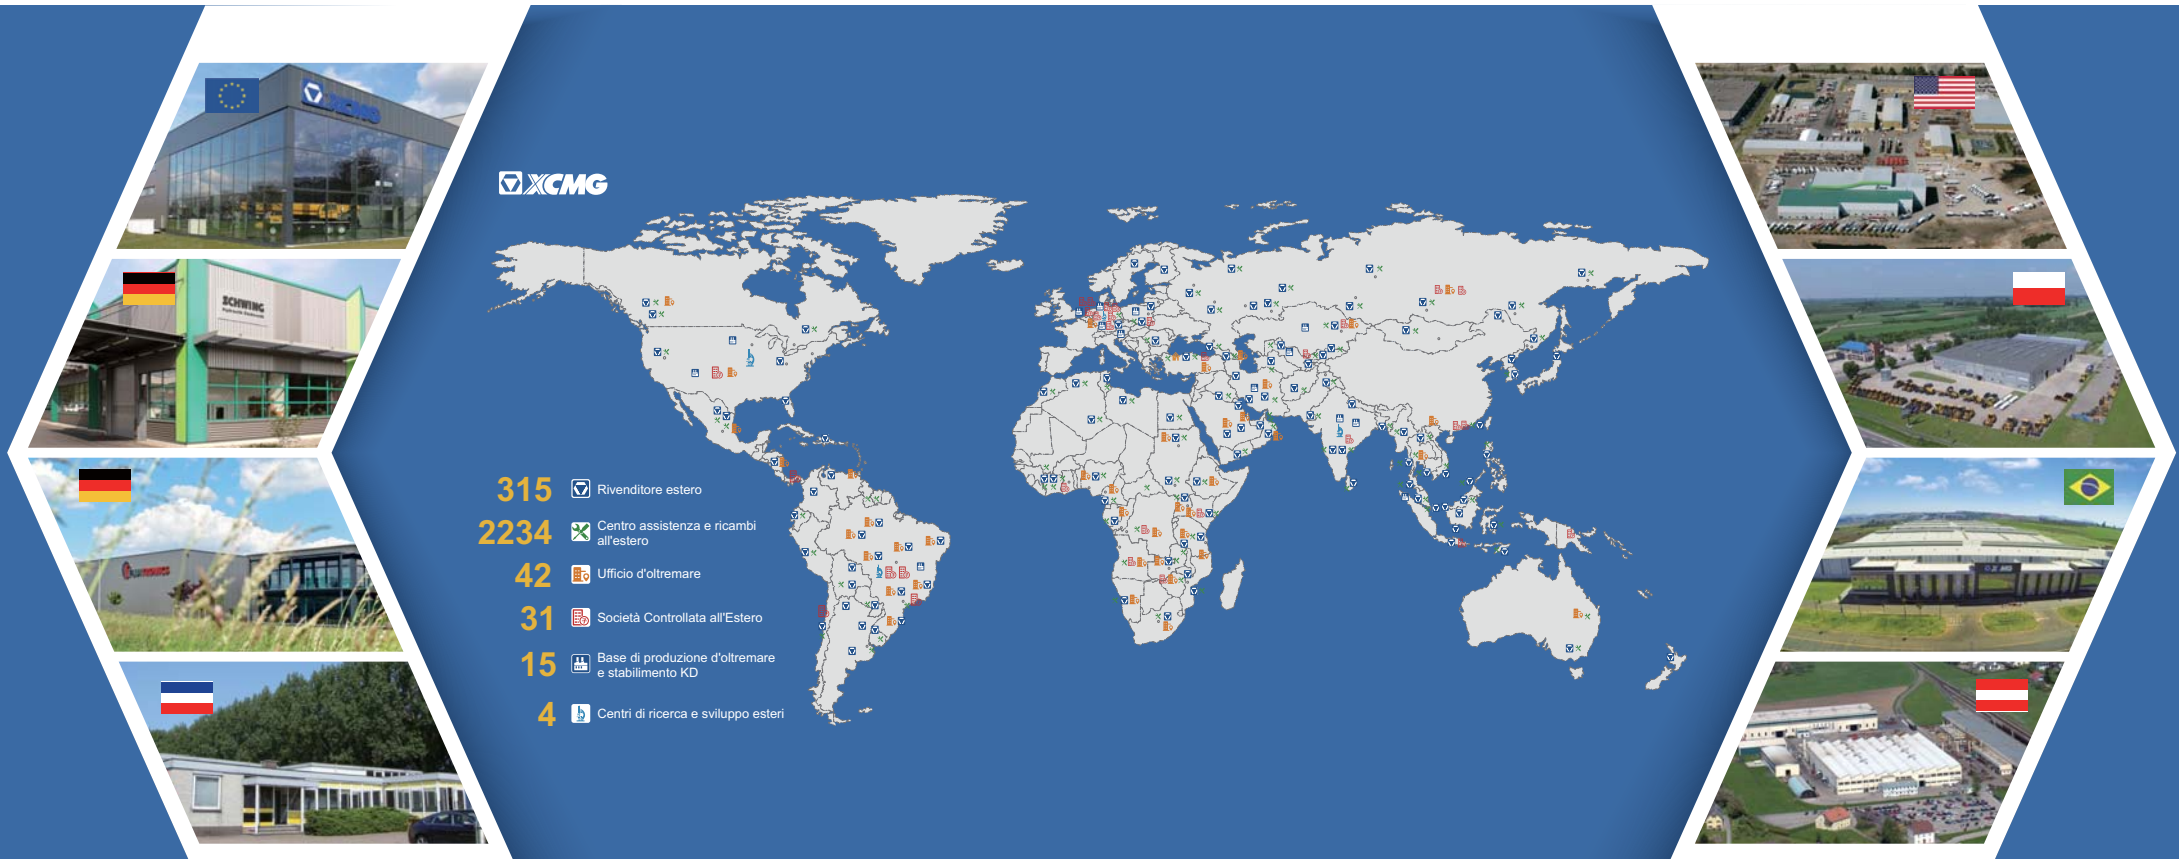 XCMG
SCHWING
XCMG
315 Rivenditore estero
2234 Centro assistenza e ricambi
all'estero
42 Ufficio d'oltremare
31 Società Controllata all'Estero
15 Base di produzione d'oltremare
e stabilimento KD
4 Centri di ricerca e sviluppo esteri